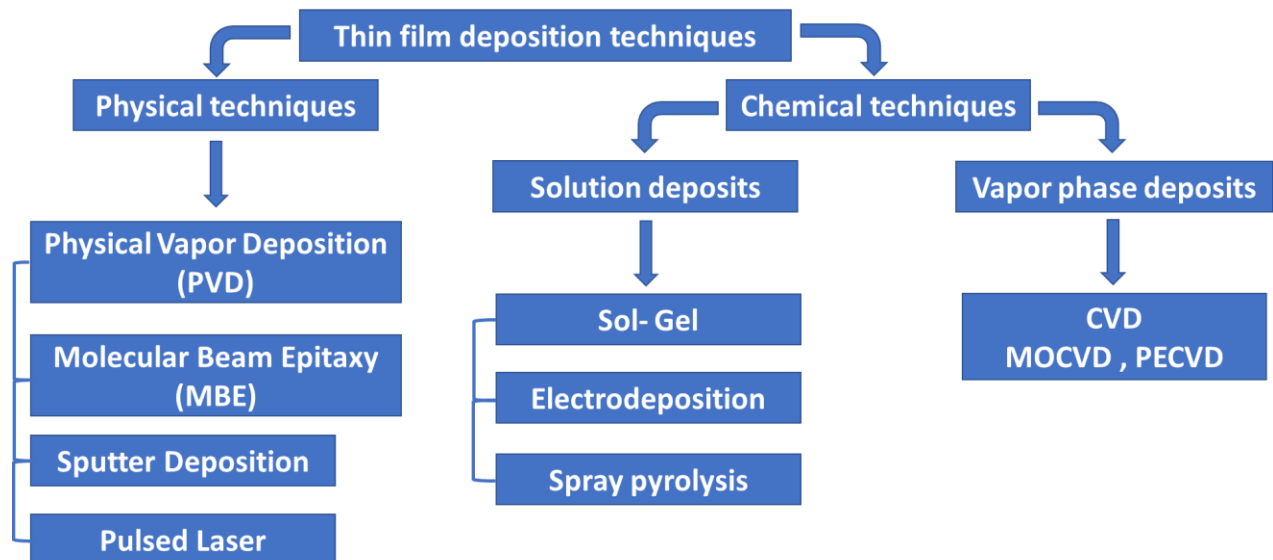 Thin film deposition techniques
Physical techniques
Chemical techniques
Solution deposits
Vapor phase deposits
Physical Vapor Deposition
(PVD)
Molecular Beam Epitaxy
(MBE)
Sputter Deposition
Pulsed Laser
Sol- Gel
Electrodeposition
Spray pyrolysis
CVD
MOCVD , PECVD